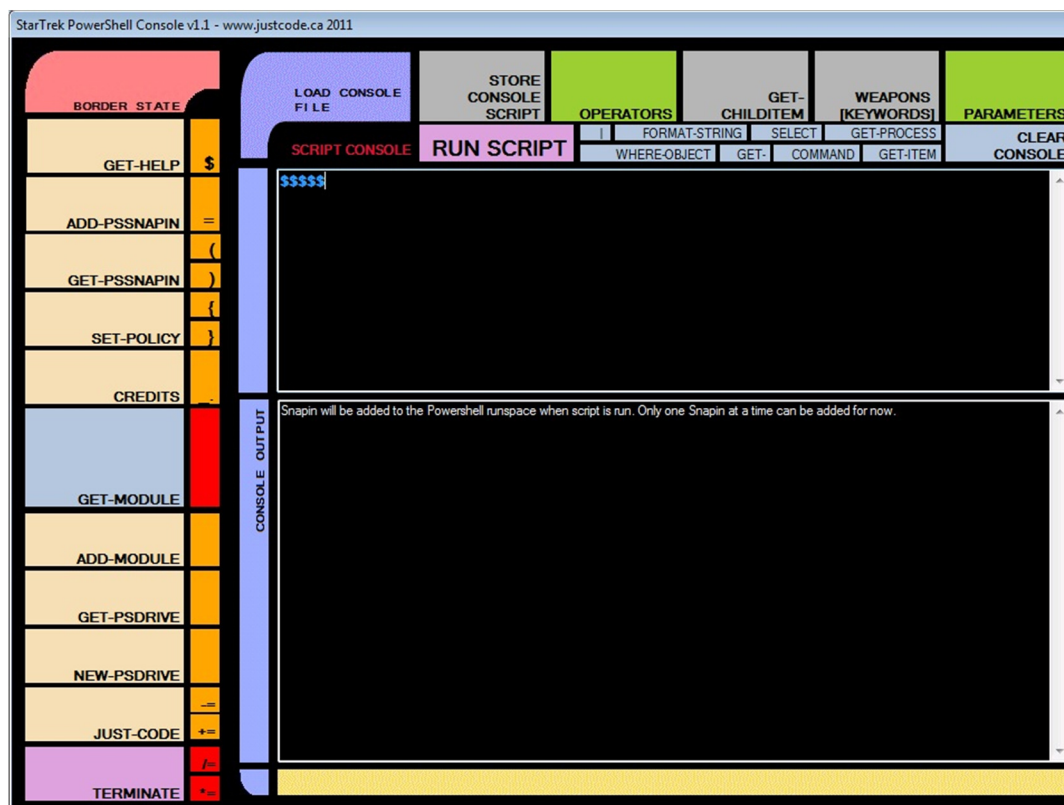 StarTrek PowerShell Console v1.1 - www.justcode.ca 2011
BORDER STATE
LOAD CONSOLE
FILE
STORE
CONSOLE
SCRIPT
OPERATORS
GET-
CHILDITEM
WEAPONS
[KEYWORDS]
PARAMETERS
SCRIPT CONSOLE
RUN SCRIPT
|
FORMAT-STRING
SELECT
GET-PROCESS
WHERE-OBJECT
GET-
COMMAND
GET-ITEM
CLEAR
CONSOLE
GET-HELP
$
ADD-PSSNAPIN
=
(
GET-PSSNAPIN
)
{
SET-POLICY
}
CREDITS
_.
GET-MODULE
ADD-MODULE
GET-PSDRIVE
NEW-PSDRIVE
-=
JUST-CODE
+=
/=
TERMINATE
*=
$$$$$
CONSOLE OUTPUT
Snapin will be added to the Powershell runspace when script is run. Only one Snapin at a time can be added for now.